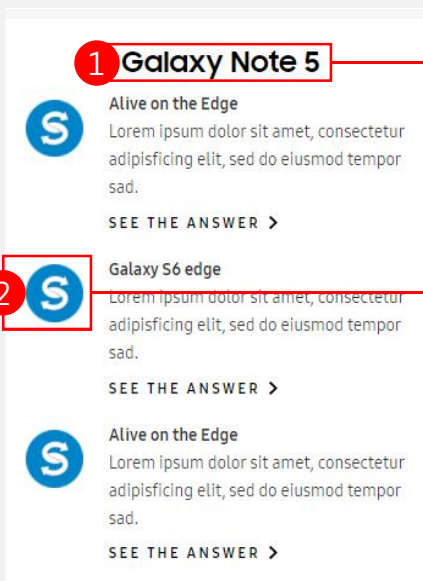 1 Galaxy Note 5
Alive on the Edge
Lorem ipsum dolor sit amet, consectetur
adipisficing elit, sed do eiusmod tempor
sad.
SEE THE ANSWER >
2 Galaxy S6 edge
Lorem ipsum dolor sit amet, consectetur
adipisficing elit, sed do eiusmod tempor
sad.
SEE THE ANSWER >
Alive on the Edge
Lorem ipsum dolor sit amet, consectetur
adipisficing elit, sed do eiusmod tempor
sad.
SEE THE ANSWER >